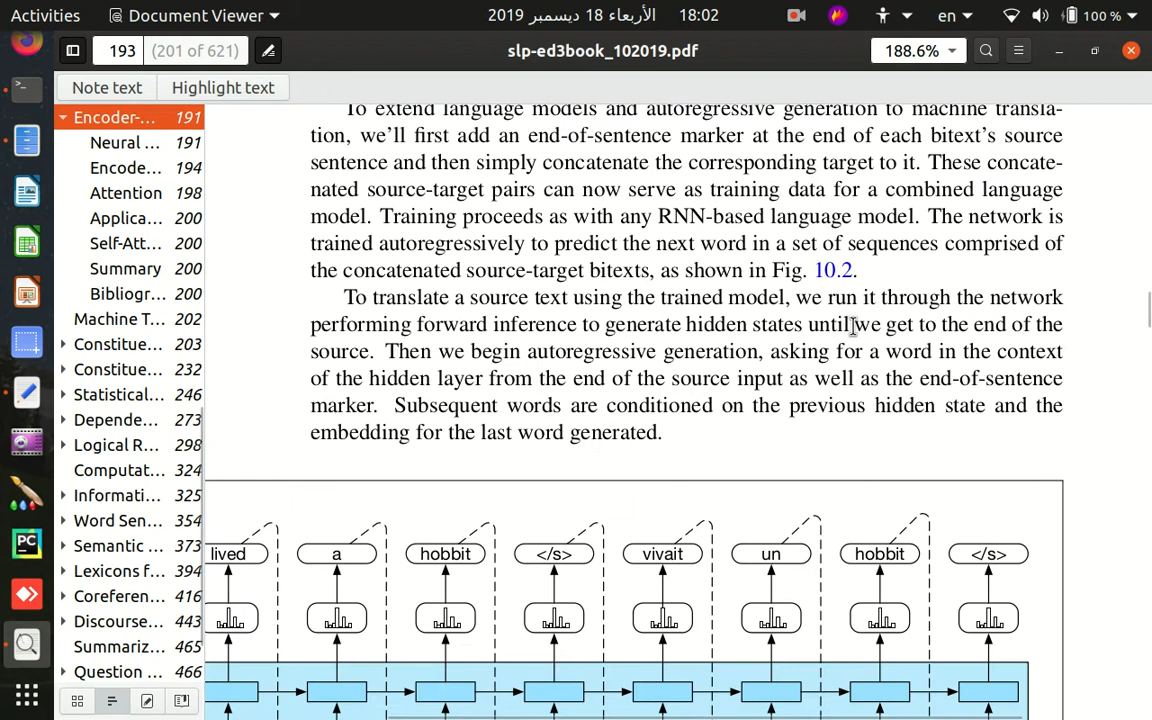 Activities
Document Viewer
الأربعاء 18 ديسمبر 2019
18:02
en
100 %
193
(201 of 621)
slp-ed3book_102019.pdf
188.6%
Note text
Highlight text
Encoder-... 191
Neural ... 191
Encode... 194
Attention 198
Applica... 200
Self-Att... 200
Summary 200
Bibliogr... 200
Machine T... 202
Constitue... 203
Constitue... 232
Statistical... 246
Depende... 273
Logical R... 298
Computat... 324
Informati... 325
Word Sen... 354
Semantic ... 373
Lexicons f... 394
Coreferen... 416
Discourse... 443
Summariz... 465
Question ... 466
To extend language models and autoregressive generation to machine transla-
tion, we'll first add an end-of-sentence marker at the end of each bitext's source
sentence and then simply concatenate the corresponding target to it. These concate-
nated source-target pairs can now serve as training data for a combined language
model. Training proceeds as with any RNN-based language model. The network is
trained autoregressively to predict the next word in a set of sequences comprised of
the concatenated source-target bitexts, as shown in Fig. 10.2.
To translate a source text using the trained model, we run it through the network
performing forward inference to generate hidden states until we get to the end of the
source. Then we begin autoregressive generation, asking for a word in the context
of the hidden layer from the end of the source input as well as the end-of-sentence
marker. Subsequent words are conditioned on the previous hidden state and the
embedding for the last word generated.
lived a hobbit </s> vivait un hobbit </s>
>_
PC